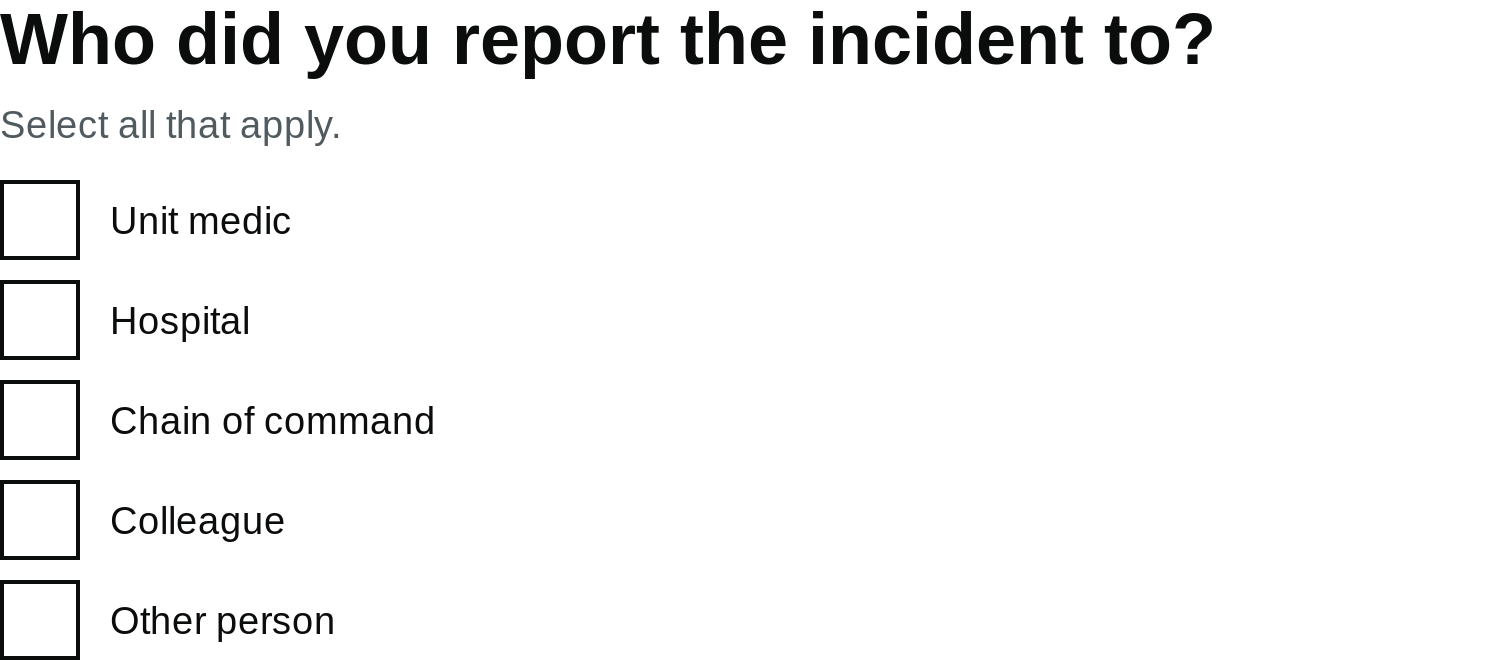 Who did you report the incident to?
Select all that apply.
Unit medic
Hospital
Chain of command
Colleague
Other person